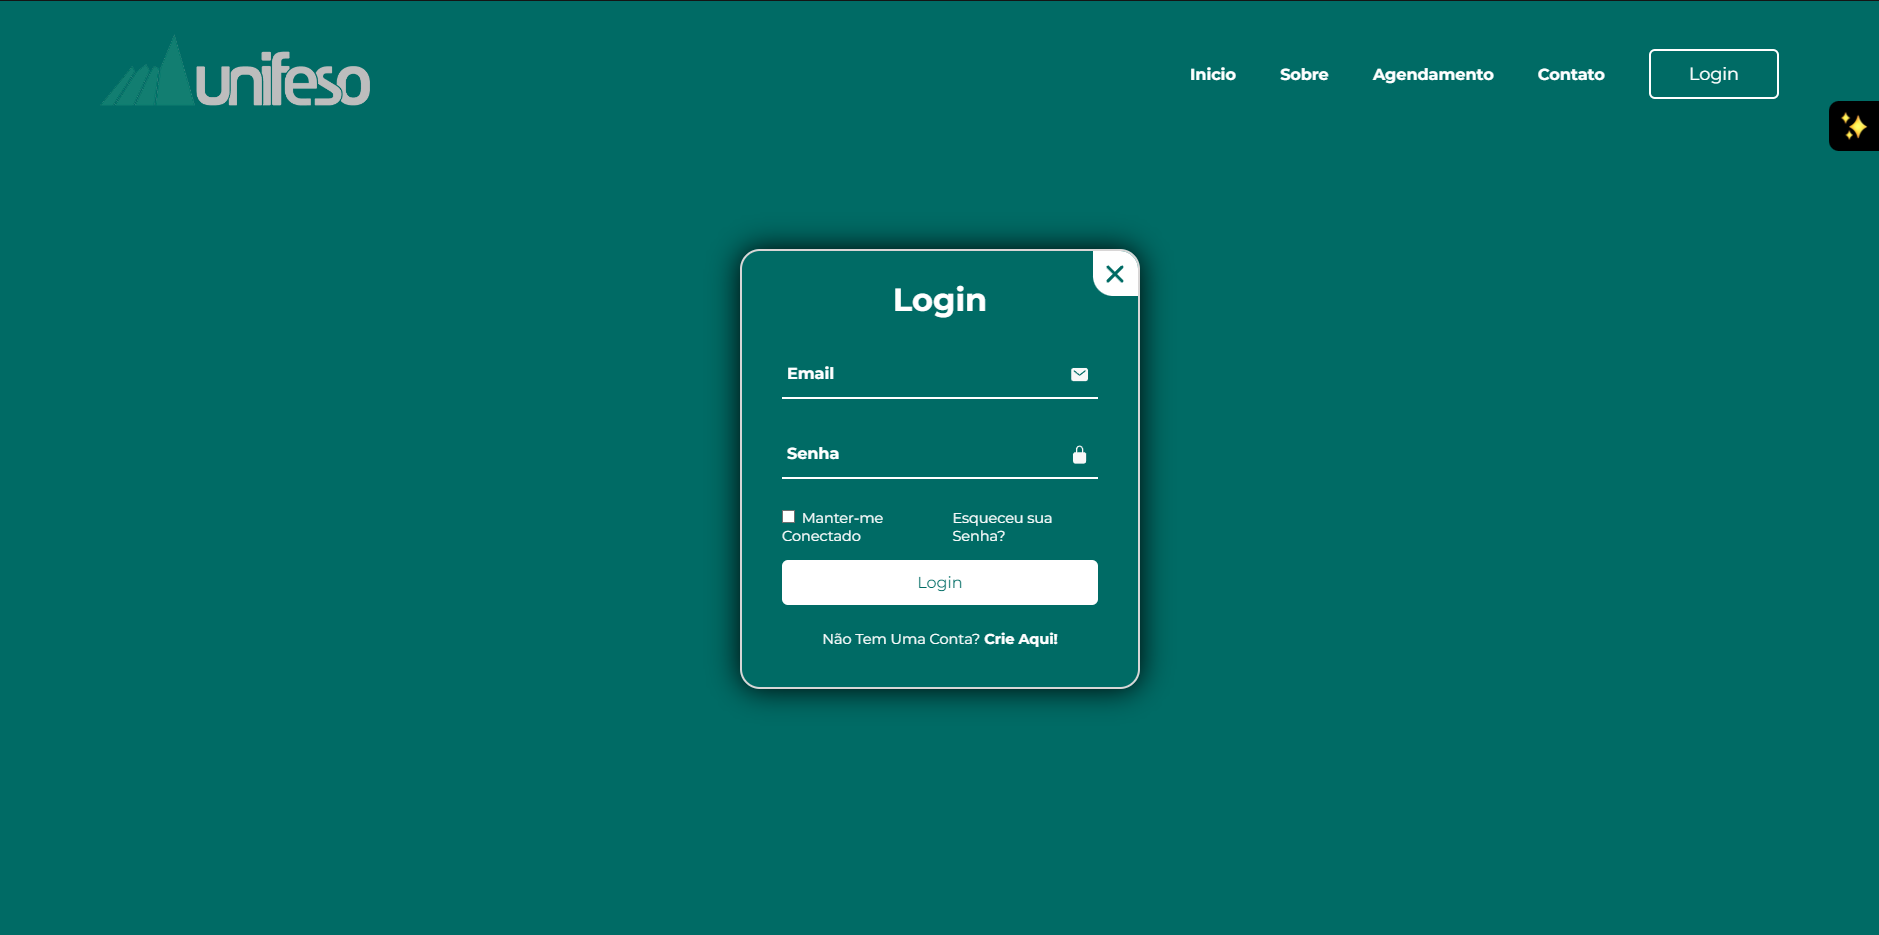 unifeso
Inicio Sobre Agendamento Contato Login
Login
Email
Senha
Manter-me Conectado
Esqueceu sua Senha?
Login
Não Tem Uma Conta? Crie Aqui!